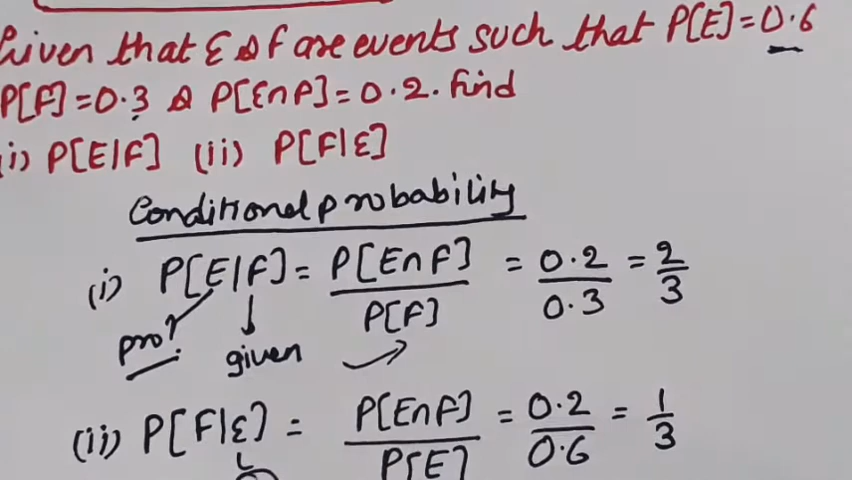 Given that E & F are events such that P[E] = 0.6
P[F] = 0.3 & P[E∩F] = 0.2. Find
(i) P[E|F] (ii) P[F|E]
Conditional probability
(i) P[E|F] = P[E∩F] / P[F] = 0.2 / 0.3 = 2/3
pro?
given
(ii) P[F|E] = P[E∩F] / P[E] = 0.2 / 0.6 = 1/3